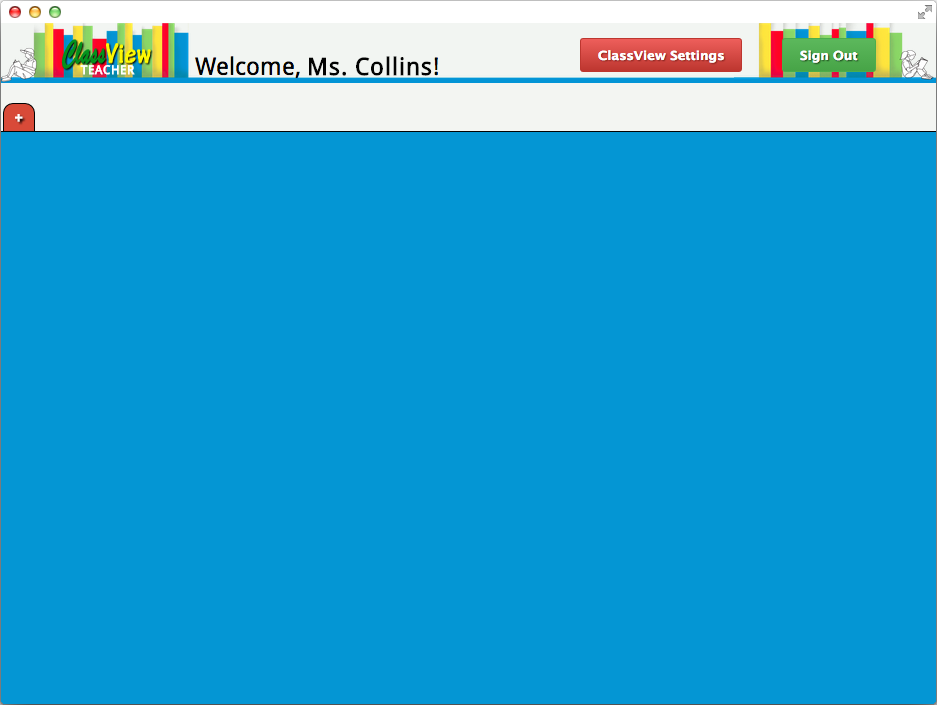 ClassView
TEACHER
Welcome, Ms. Collins!
ClassView Settings
Sign Out
+